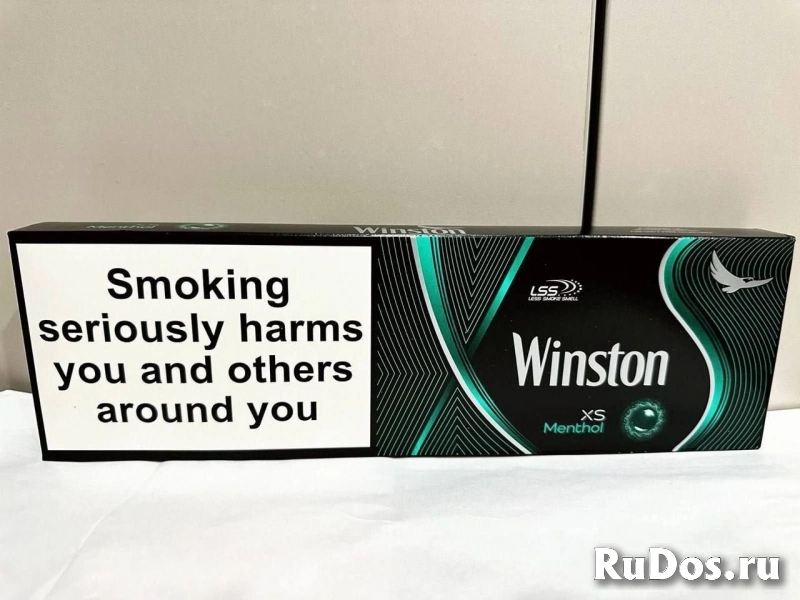 Menthol
Winston
Smoking
seriously harms
you and others
around you
LSS
LESS SMOKE SMELL
Winston
XS
Menthol
RuDos.ru